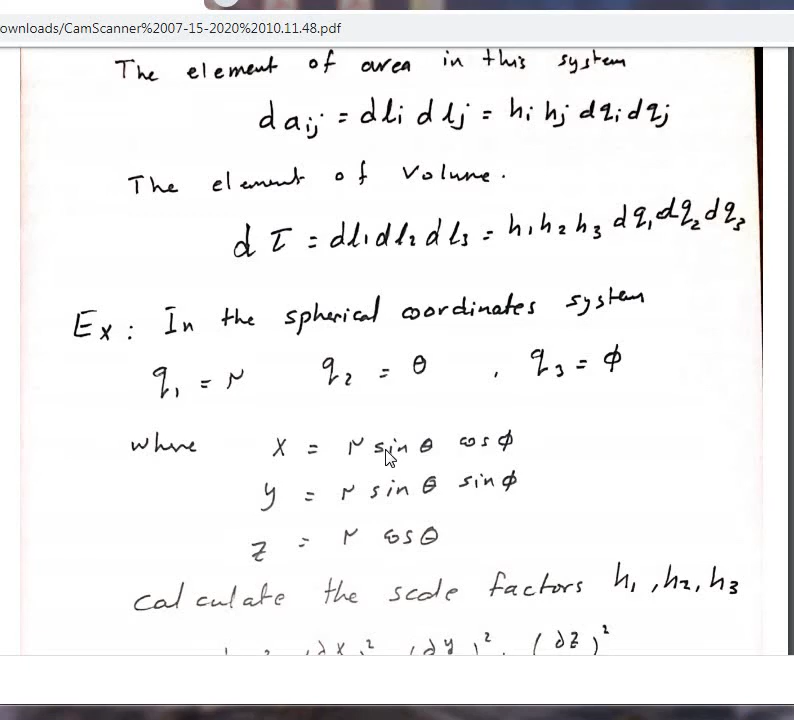 ownloads/CamScanner%2007-15-2020%2010.11.48.pdf
The element of area in this system
d aij = dli dlj = hi hj dqi dqj
The element of Volume.
d τ = dl1 dl2 dl3 = h1 h2 h3 dq1 dq2 dq3
Ex: In the spherical coordinates system
q1 = r q2 = θ , q3 = ϕ
where x = r sin θ cos ϕ
y = r sin θ sin ϕ
z = r cos θ
calculate the scale factors h1, h2, h3